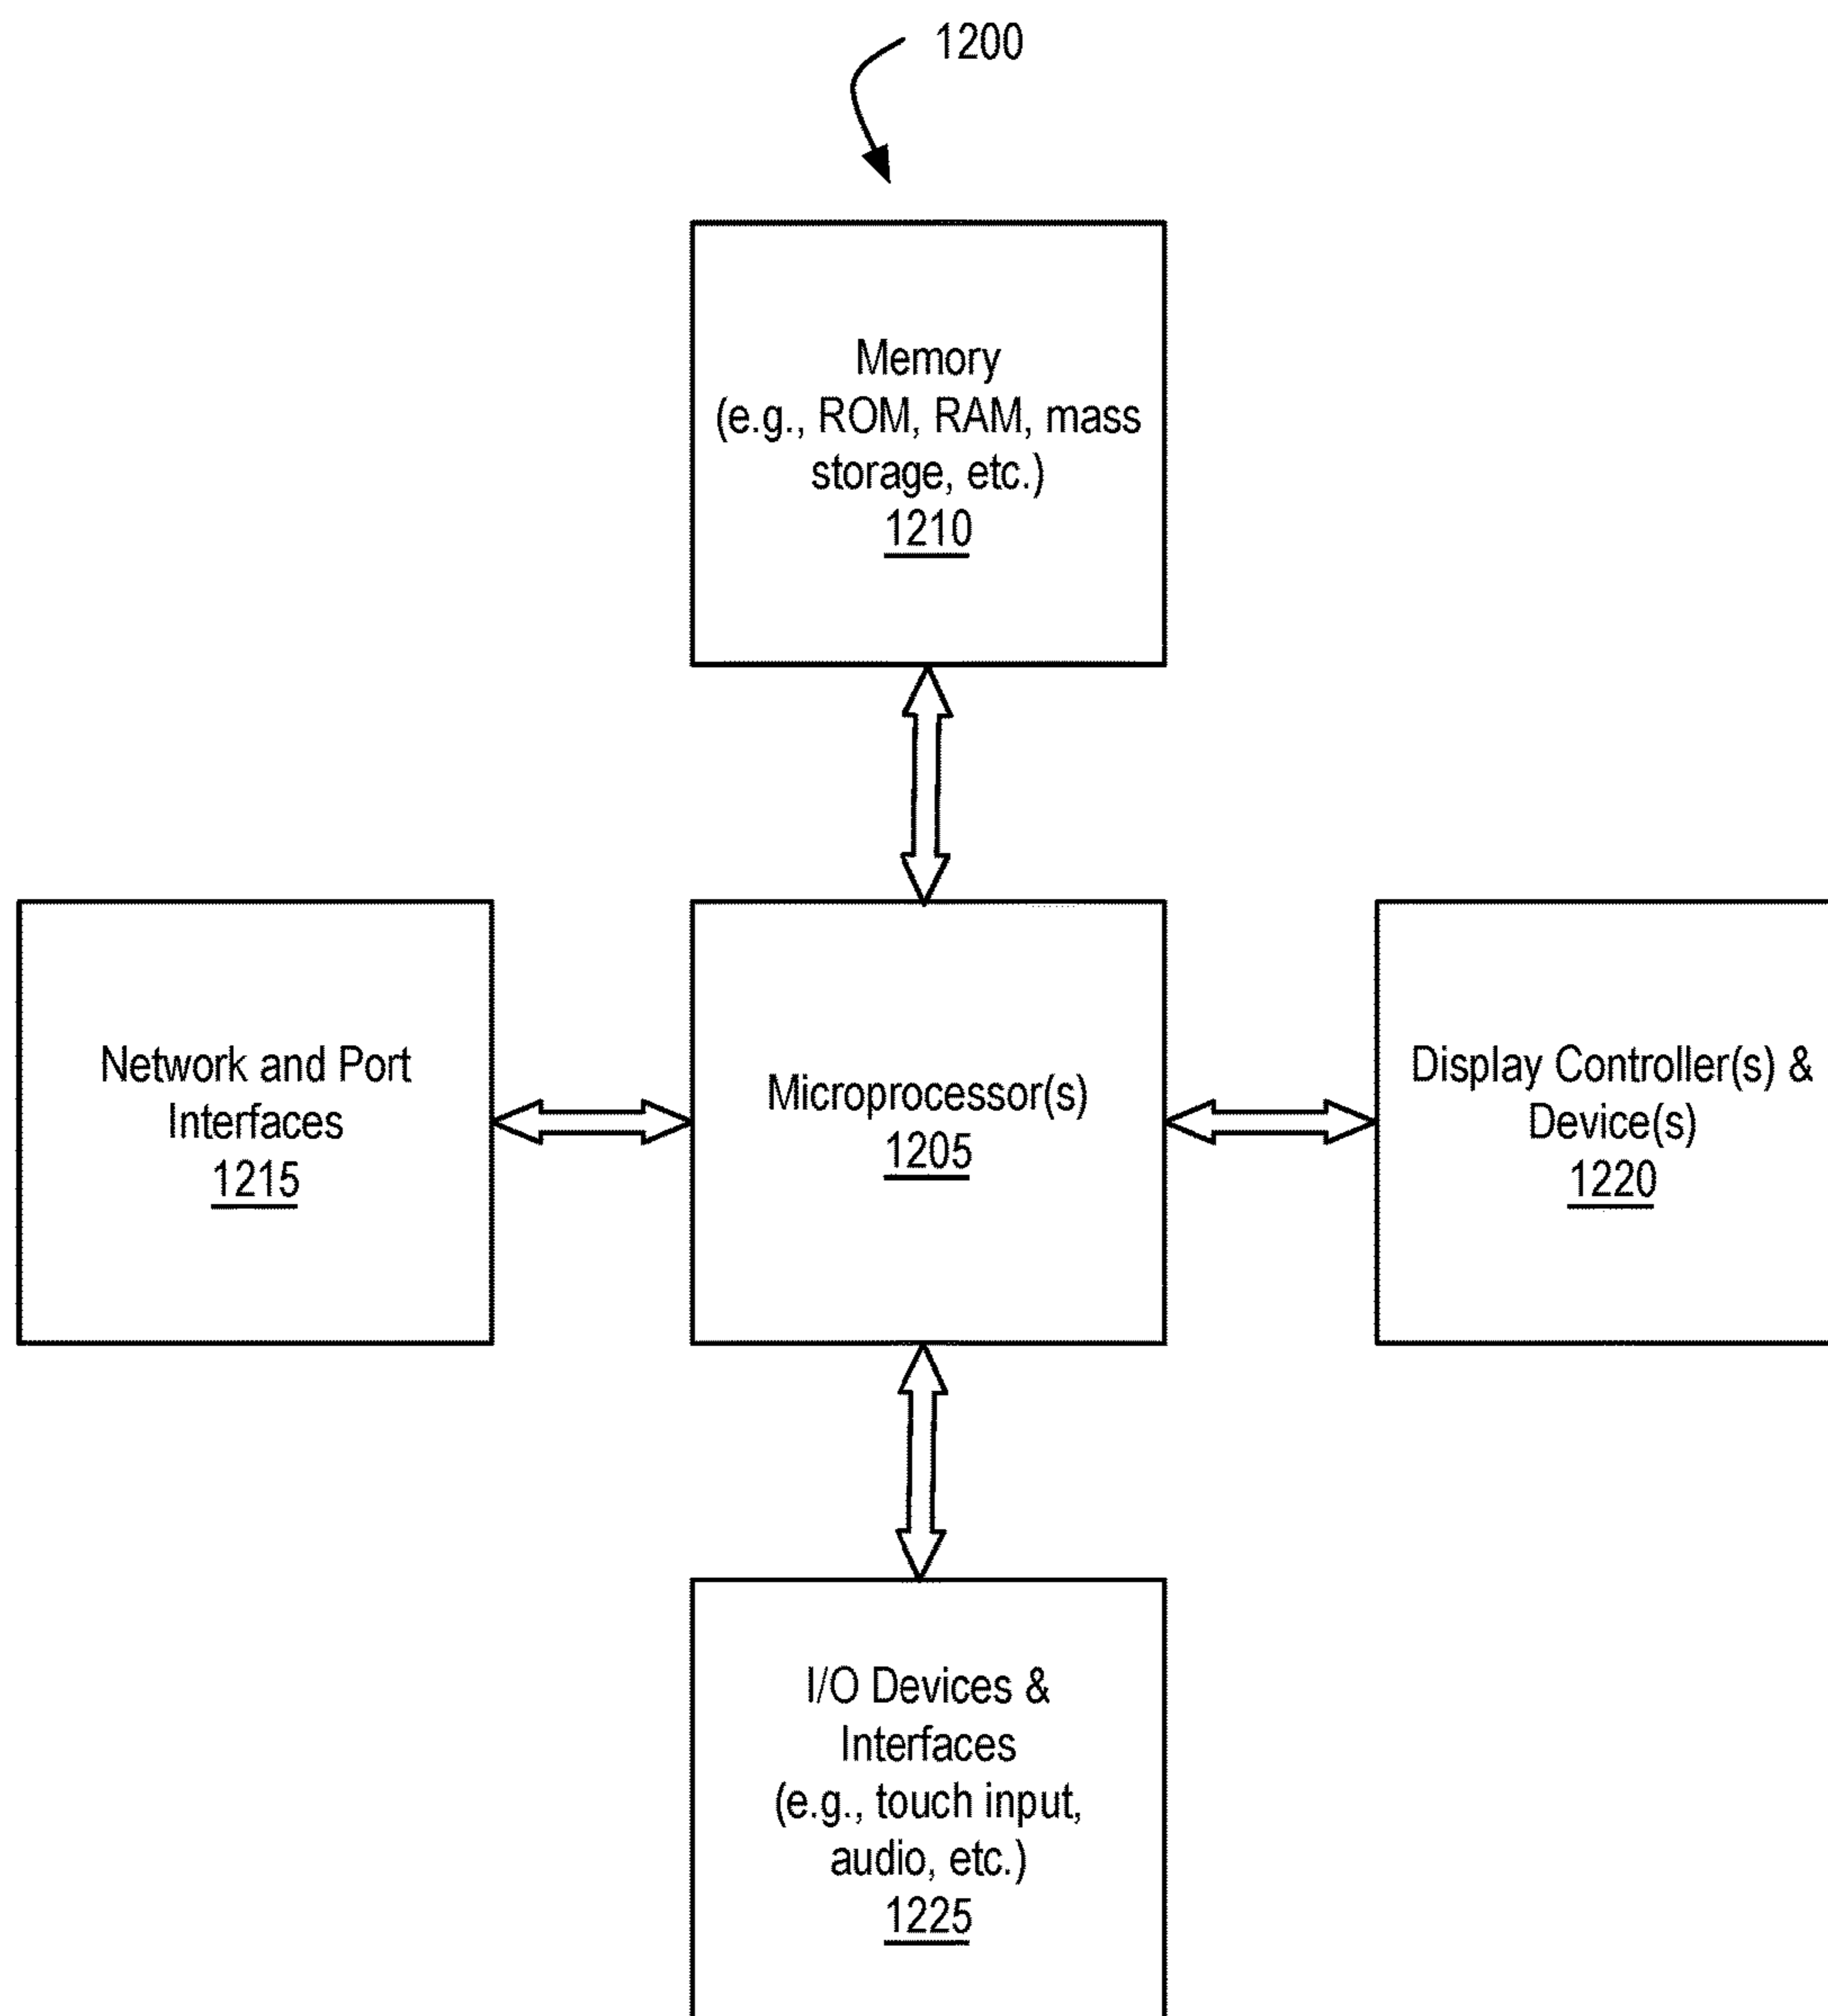 1200
Memory
(e.g., ROM, RAM, mass
storage, etc.)
1210
Network and Port
Interfaces
1215
Microprocessor(s)
1205
Display Controller(s) &
Device(s)
1220
I/O Devices &
Interfaces
(e.g., touch input,
audio, etc.)
1225